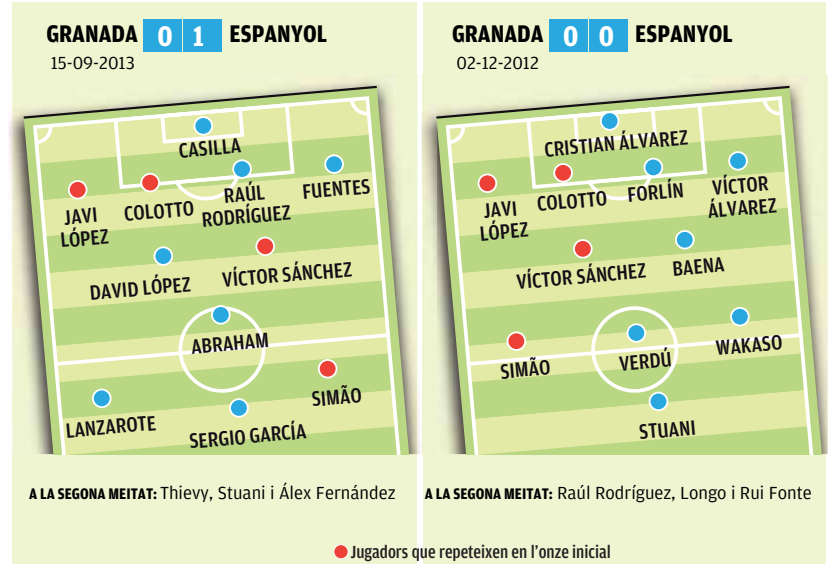 GRANADA 0 1 ESPANYOL
15-09-2013
CASILLA
JAVI
LÓPEZ
COLOTTO
RAÚL
RODRÍGUEZ
FUENTES
DAVID LÓPEZ
VÍCTOR SÁNCHEZ
ABRAHAM
LANZAROTE
SERGIO GARCÍA
SIMÃO
A LA SEGONA MEITAT: Thievy, Stuani i Álex Fernández
GRANADA 0 0 ESPANYOL
02-12-2012
CRISTIAN ÁLVAREZ
JAVI
LÓPEZ
COLOTTO
FORLÍN
VÍCTOR
ÁLVAREZ
VÍCTOR SÁNCHEZ
BAENA
SIMÃO
VERDÚ
WAKASO
STUANI
A LA SEGONA MEITAT: Raúl Rodríguez, Longo i Rui Fonte
Jugadors que repeteixen en l'onze inicial